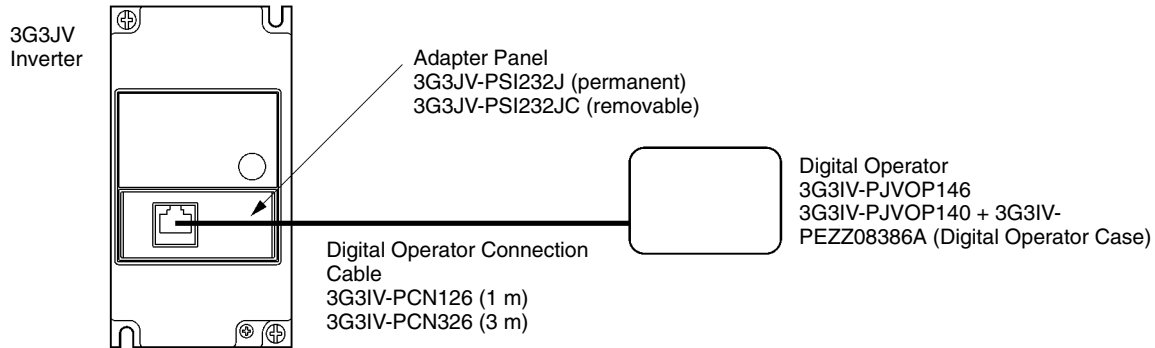 3G3JV
Inverter
Adapter Panel
3G3JV-PSI232J (permanent)
3G3JV-PSI232JC (removable)
Digital Operator
3G3IV-PJVOP146
3G3IV-PJVOP140 + 3G3IV-
PEZZ08386A (Digital Operator Case)
Digital Operator Connection
Cable
3G3IV-PCN126 (1 m)
3G3IV-PCN326 (3 m)